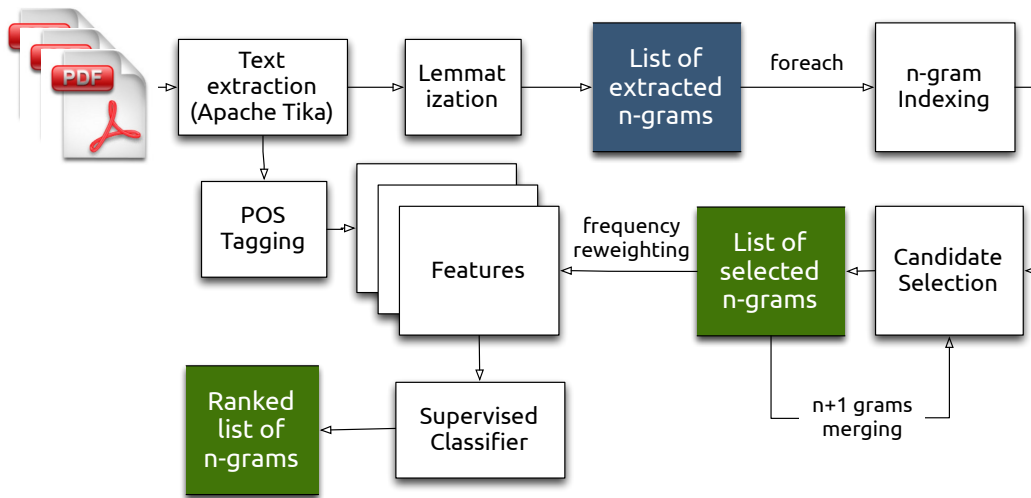 PDF
Text
extraction
(Apache Tika)
Lemmat
ization
List of
extracted
n-grams
foreach
n-gram
Indexing
POS
Tagging
Features
frequency
reweighting
List of
selected
n-grams
Candidate
Selection
n+1 grams
merging
Supervised
Classifier
Ranked
list of
n-grams